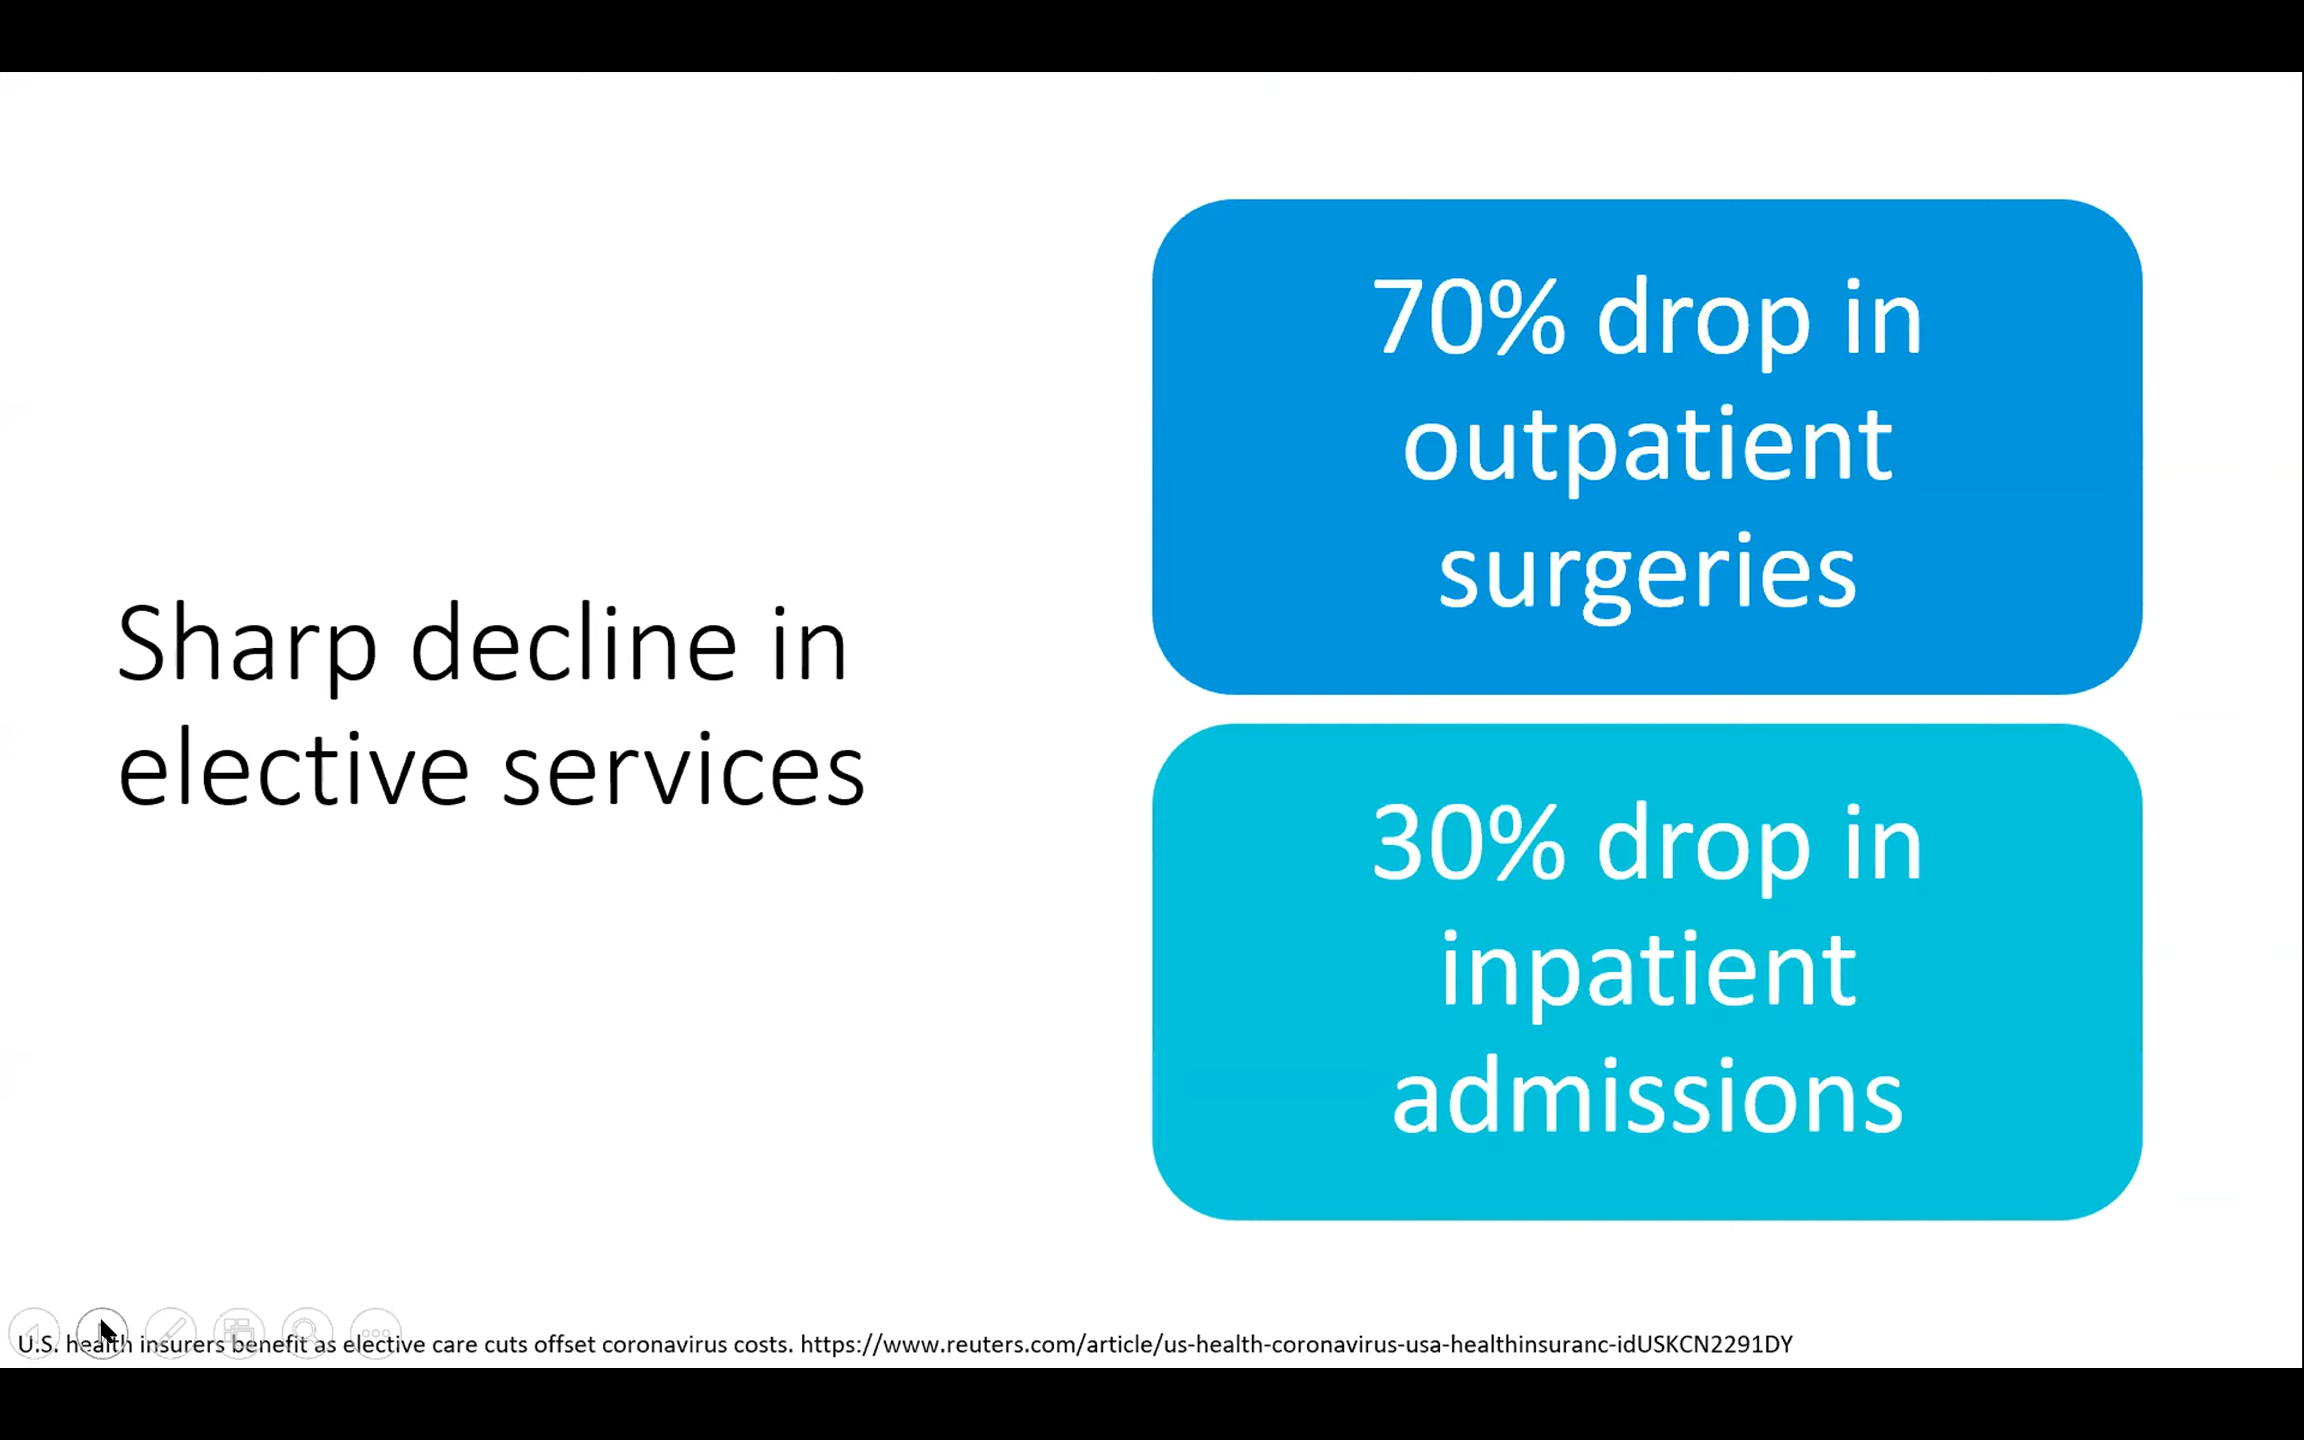 Sharp decline in
elective services
70% drop in
outpatient
surgeries
30% drop in
inpatient
admissions
U.S. health insurers benefit as elective care cuts offset coronavirus costs. https://www.reuters.com/article/us-health-coronavirus-usa-healthinsuranc-idUSKCN2291DY